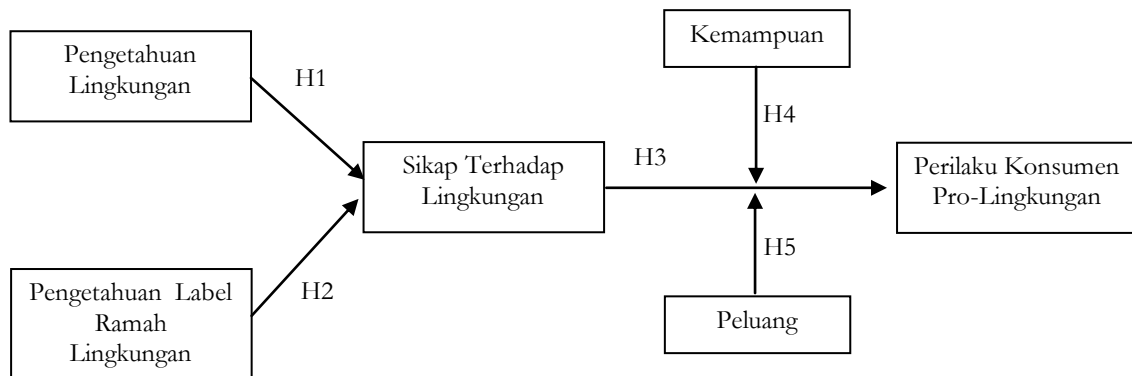 Pengetahuan
Lingkungan
H1
Kemampuan
H4
Sikap Terhadap
Lingkungan
H3
Perilaku Konsumen
Pro-Lingkungan
H2
H5
Pengetahuan Label
Ramah
Lingkungan
Peluang